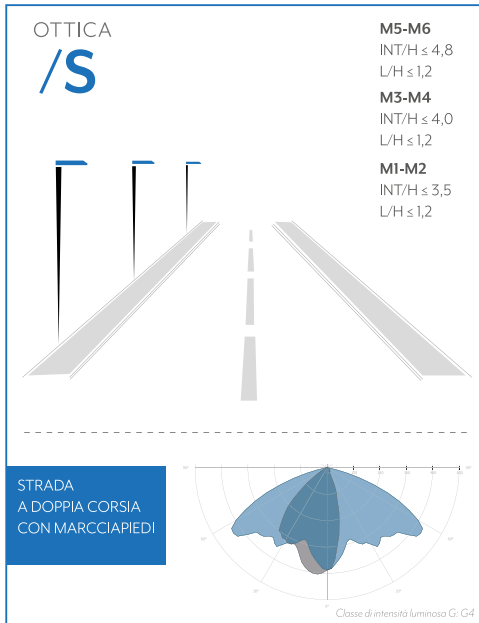 OTTICA
/S
M5-M6
INT/H ≤ 4,8
L/H ≤ 1,2
M3-M4
INT/H ≤ 4,0
L/H ≤ 1,2
M1-M2
INT/H ≤ 3,5
L/H ≤ 1,2
STRADA
A DOPPIA CORSIA
CON MARCCIAPIEDI
Classe di intensità luminosa G: G4